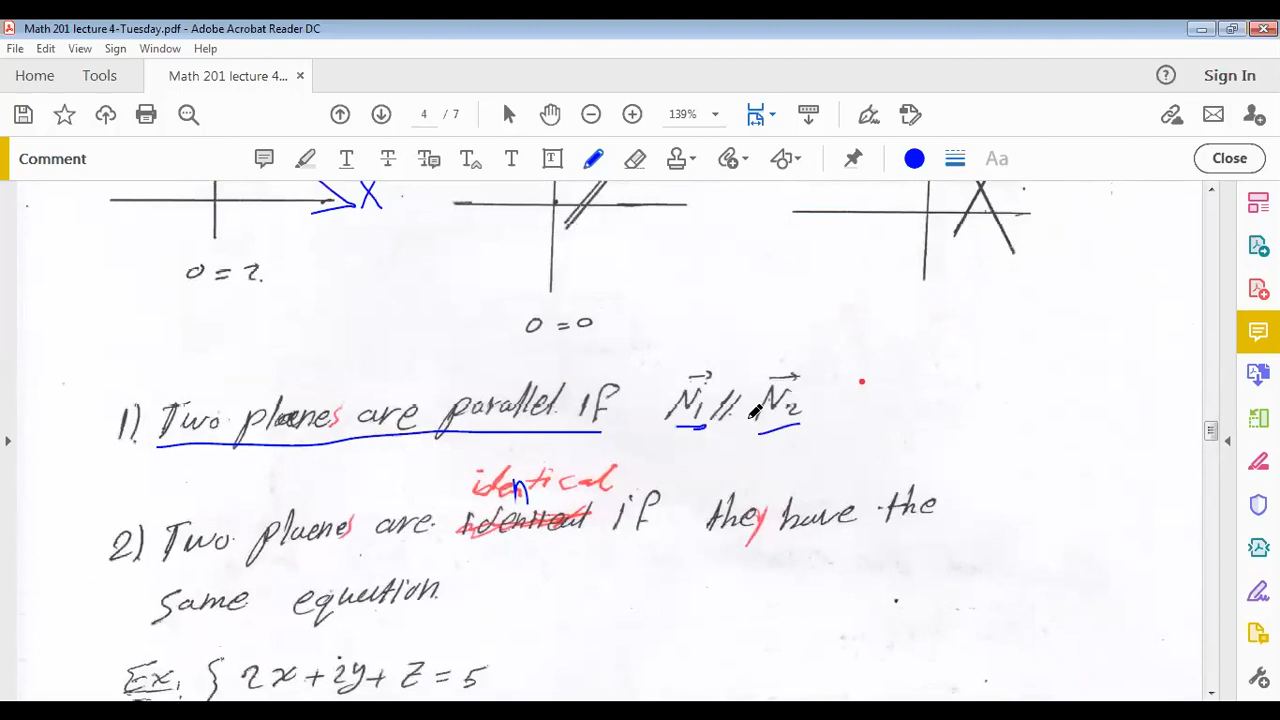 Math 201 lecture 4-Tuesday.pdf - Adobe Acrobat Reader DC
File Edit View Sign Window Help
Home Tools Math 201 lecture 4... × Sign In
4 / 7 139%
Comment Close
X
0 = 2.
0 = 0
1) Two planes are parallel if N1 // N2
identical
2) Two planes are if they have the
same equation.
Ex: { 2x + 2y + z = 5